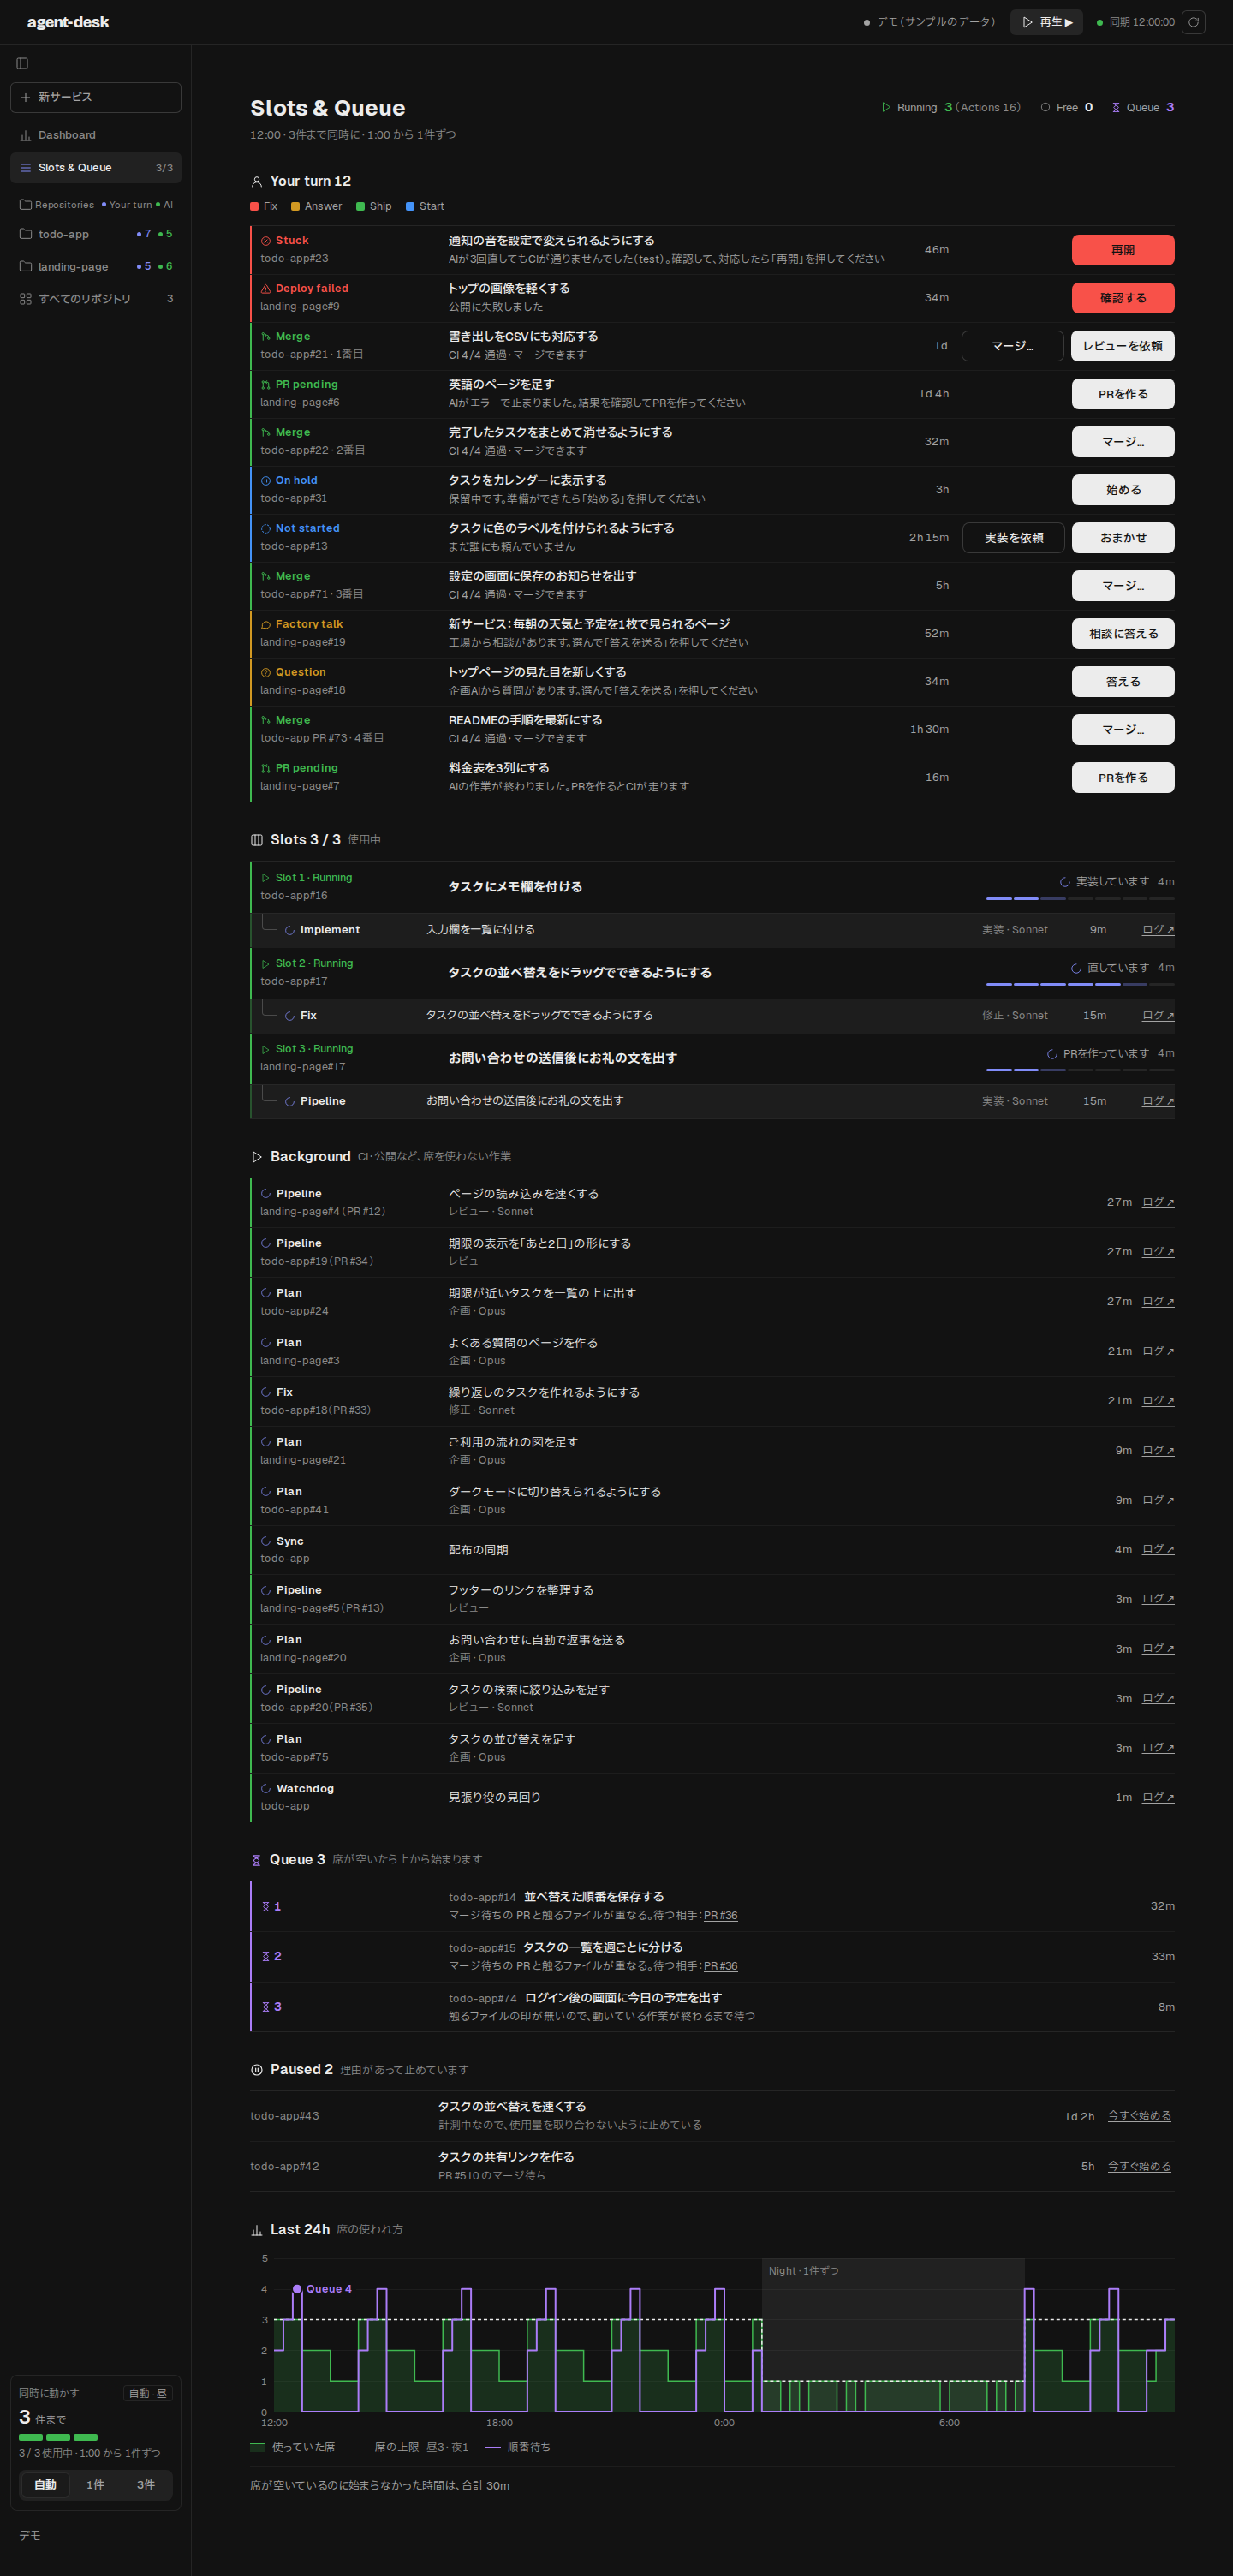 agent-desk
デモ（サンプルのデータ）
再生 ▶
同期 12:00:00
新サービス
Dashboard
Slots & Queue 3/3
Repositories Your turn AI
todo-app 7 5
landing-page 5 6
すべてのリポジトリ 3
Slots & Queue
Running 3（Actions 16） Free 0 Queue 3
12:00 · 3件まで同時に · 1:00 から 1件ずつ
Your turn 12
Fix Answer Ship Start
Stuck
todo-app#23
通知の音を設定で変えられるようにする
AIが3回直してもCIが通りませんでした（test）。確認して、対応したら「再開」を押してください
46m
再開
Deploy failed
landing-page#9
トップの画像を軽くする
公開に失敗しました
34m
確認する
Merge
todo-app#21 · 1番目
書き出しをCSVにも対応する
CI 4/4 通過・マージできます
1d
マージ…
レビューを依頼
PR pending
landing-page#6
英語のページを足す
AIがエラーで止まりました。結果を確認してPRを作ってください
1d 4h
PRを作る
Merge
todo-app#22 · 2番目
完了したタスクをまとめて消せるようにする
CI 4/4 通過・マージできます
32m
マージ…
On hold
todo-app#31
タスクをカレンダーに表示する
保留中です。準備ができたら「始める」を押してください
3h
始める
Not started
todo-app#13
タスクに色のラベルを付けられるようにする
まだ誰にも頼んでいません
2h 15m
実装を依頼
おまかせ
Merge
todo-app#71 · 3番目
設定の画面に保存のお知らせを出す
CI 4/4 通過・マージできます
5h
マージ…
Factory talk
landing-page#19
新サービス：毎朝の天気と予定を1枚で見られるページ
工場から相談があります。選んで「答えを送る」を押してください
52m
相談に答える
Question
landing-page#18
トップページの見た目を新しくする
企画AIから質問があります。選んで「答えを送る」を押してください
34m
答える
Merge
todo-app PR #73 · 4番目
READMEの手順を最新にする
CI 4/4 通過・マージできます
1h 30m
マージ…
PR pending
landing-page#7
料金表を3列にする
AIの作業が終わりました。PRを作るとCIが走ります
16m
PRを作る
Slots 3 / 3 使用中
Slot 1 · Running
todo-app#16
タスクにメモ欄を付ける
実装しています 4m
Implement 入力欄を一覧に付ける 実装 · Sonnet 9m ログ ↗
Slot 2 · Running
todo-app#17
タスクの並べ替えをドラッグでできるようにする
直しています 4m
Fix タスクの並べ替えをドラッグでできるようにする 修正 · Sonnet 15m ログ ↗
Slot 3 · Running
landing-page#17
お問い合わせの送信後にお礼の文を出す
PRを作っています 4m
Pipeline お問い合わせの送信後にお礼の文を出す 実装 · Sonnet 15m ログ ↗
Background CI・公開など、席を使わない作業
Pipeline
landing-page#4（PR #12）
ページの読み込みを速くする
レビュー · Sonnet
27m ログ ↗
Pipeline
todo-app#19（PR #34）
期限の表示を「あと2日」の形にする
レビュー
27m ログ ↗
Plan
todo-app#24
期限が近いタスクを一覧の上に出す
企画 · Opus
27m ログ ↗
Plan
landing-page#3
よくある質問のページを作る
企画 · Opus
21m ログ ↗
Fix
todo-app#18（PR #33）
繰り返しのタスクを作れるようにする
修正 · Sonnet
21m ログ ↗
Plan
landing-page#21
ご利用の流れの図を足す
企画 · Opus
9m ログ ↗
Plan
todo-app#41
ダークモードに切り替えられるようにする
企画 · Opus
9m ログ ↗
Sync
todo-app
配布の同期
4m ログ ↗
Pipeline
landing-page#5（PR #13）
フッターのリンクを整理する
レビュー
3m ログ ↗
Plan
landing-page#20
お問い合わせに自動で返事を送る
企画 · Opus
3m ログ ↗
Pipeline
todo-app#20（PR #35）
タスクの検索に絞り込みを足す
レビュー · Sonnet
3m ログ ↗
Plan
todo-app#75
タスクの並び替えを足す
企画 · Opus
3m ログ ↗
Watchdog
todo-app
見張り役の見回り
1m ログ ↗
Queue 3 席が空いたら上から始まります
1
todo-app#14 並べ替えた順番を保存する
マージ待ちの PR と触るファイルが重なる。待つ相手：PR #36
32m
2
todo-app#15 タスクの一覧を週ごとに分ける
マージ待ちの PR と触るファイルが重なる。待つ相手：PR #36
33m
3
todo-app#74 ログイン後の画面に今日の予定を出す
触るファイルの印が無いので、動いている作業が終わるまで待つ
8m
Paused 2 理由があって止めています
todo-app#43
タスクの並べ替えを速くする
計測中なので、使用量を取り合わないように止めている
1d 2h 今すぐ始める
todo-app#42
タスクの共有リンクを作る
PR #510 のマージ待ち
5h 今すぐ始める
Last 24h 席の使われ方
5
4
3
2
1
0
Queue 4
Night · 1件ずつ
12:00 18:00 0:00 6:00
使っていた席 席の上限 昼3・夜1 順番待ち
席が空いているのに始まらなかった時間は、合計 30m
同時に動かす 自動 · 昼
3 件まで
3 / 3 使用中 · 1:00 から 1件ずつ
自動 1件 3件
デモ